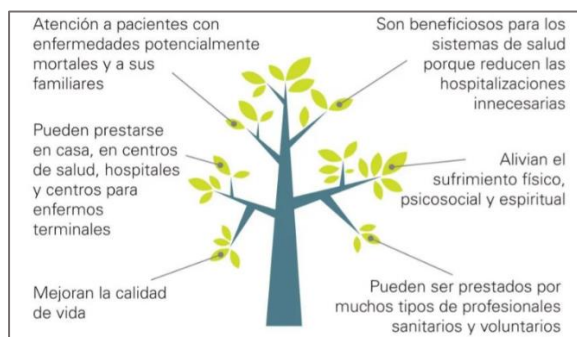 Atención a pacientes con
enfermedades potencialmente
mortales y a sus
familiares
Pueden prestarse
en casa, en centros
de salud, hospitales
y centros para
enfermos
terminales
Mejoran la calidad
de vida
Son beneficiosos para los
sistemas de salud
porque reducen las
hospitalizaciones
innecesarias
Alivian el
sufrimiento físico,
psicosocial y espiritual
Pueden ser prestados por
muchos tipos de profesionales
sanitarios y voluntarios